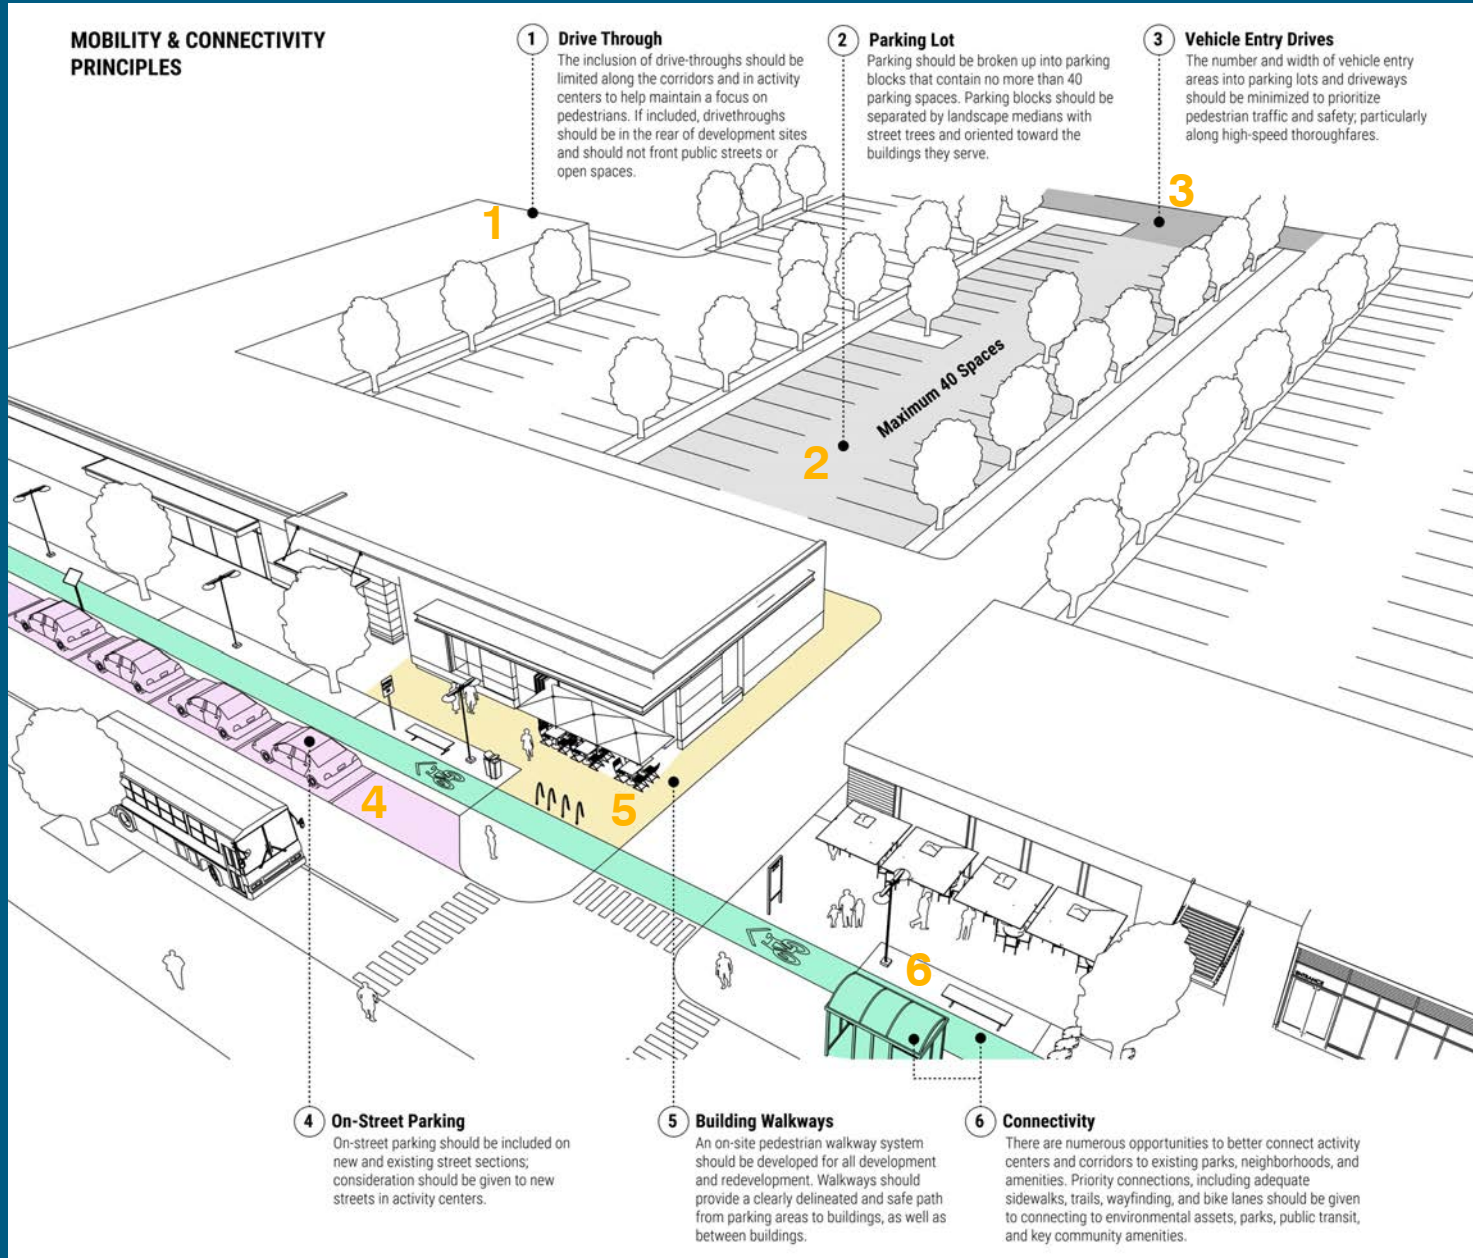 MOBILITY & CONNECTIVITY
PRINCIPLES
1 Drive Through
The inclusion of drive-throughs should be
limited along the corridors and in activity
centers to help maintain a focus on
pedestrians. If included, drivethroughs
should be in the rear of development sites
and should not front public streets or
open spaces.
2 Parking Lot
Parking should be broken up into parking
blocks that contain no more than 40
parking spaces. Parking blocks should be
separated by landscape medians with
street trees and oriented toward the
buildings they serve.
3 Vehicle Entry Drives
The number and width of vehicle entry
areas into parking lots and driveways
should be minimized to prioritize
pedestrian traffic and safety; particularly
along high-speed thoroughfares.
1
3
Maximum 40 Spaces
2
4
5
6
ENTRANCE
4 On-Street Parking
On-street parking should be included on
new and existing street sections;
consideration should be given to new
streets in activity centers.
5 Building Walkways
An on-site pedestrian walkway system
should be developed for all development
and redevelopment. Walkways should
provide a clearly delineated and safe path
from parking areas to buildings, as well as
between buildings.
6 Connectivity
There are numerous opportunities to better connect activity
centers and corridors to existing parks, neighborhoods, and
amenities. Priority connections, including adequate
sidewalks, trails, wayfinding, and bike lanes should be given
to connecting to environmental assets, parks, public transit,
and key community amenities.